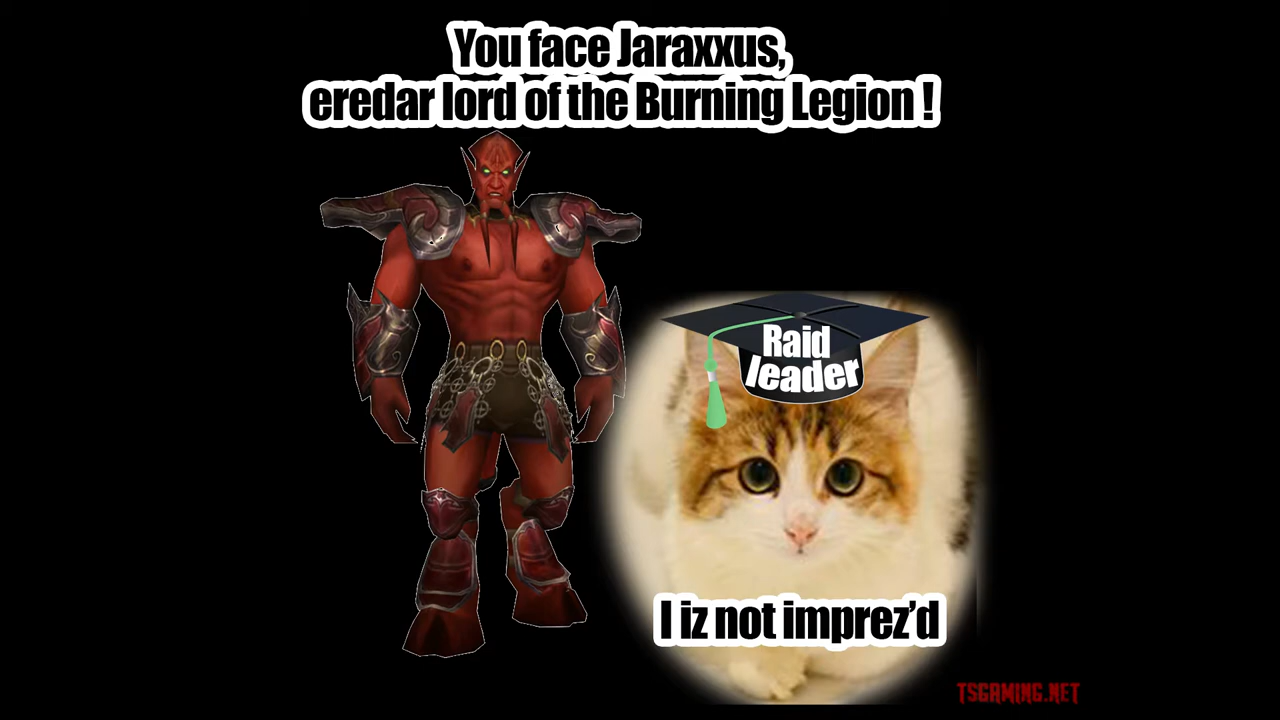 You face Jaraxxus,
eredar lord of the Burning Legion !
Raid
leader
I iz not imprez'd
TSGAMING.NET